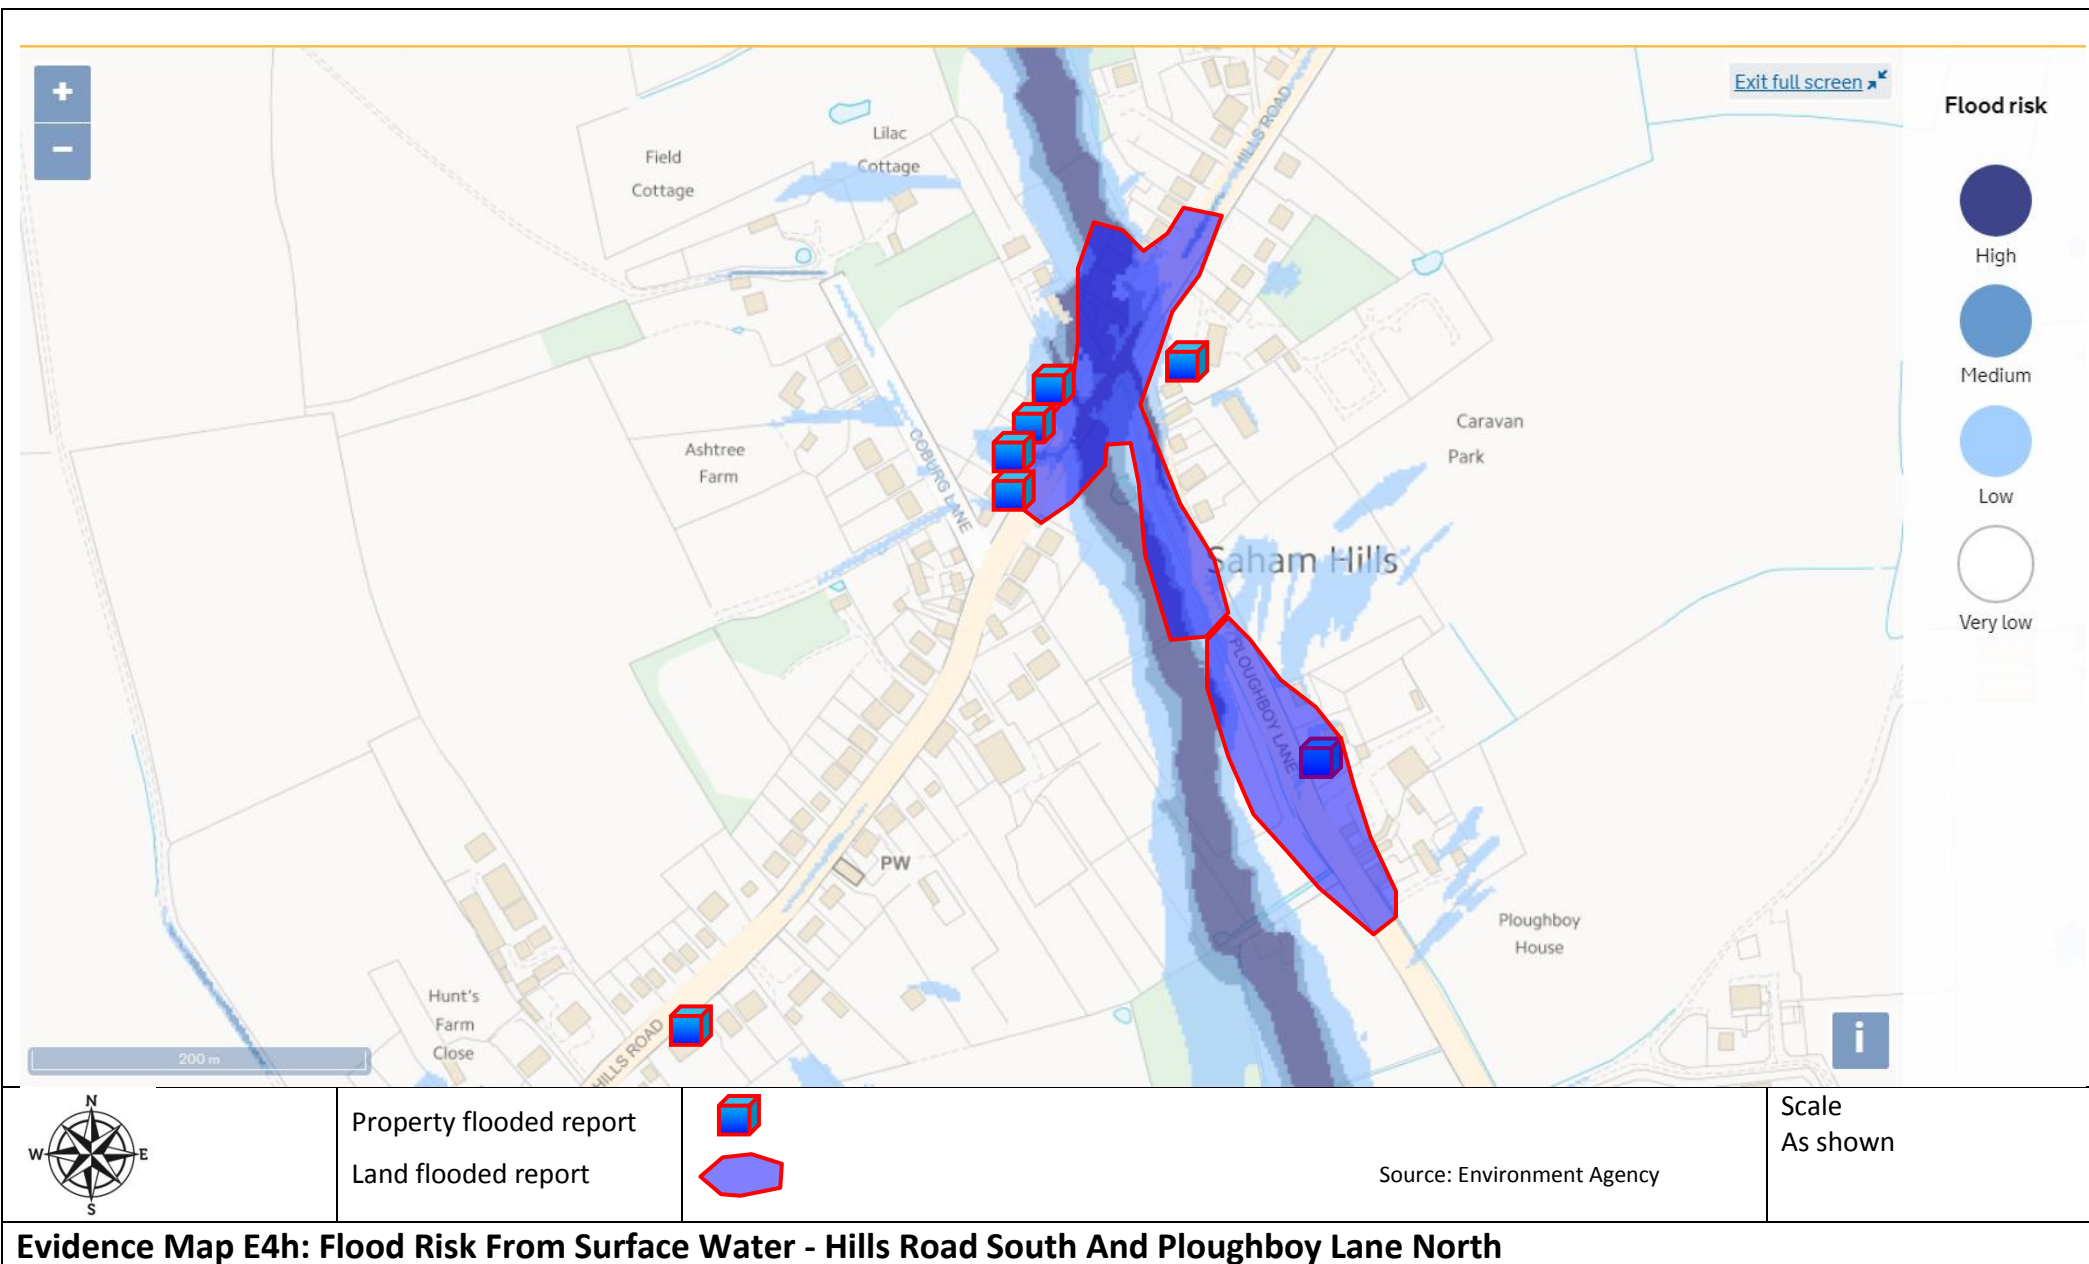 +
−
Exit full screen
Flood risk
High
Medium
Low
Very low
Field
Cottage
Lilac
Cottage
HILLS ROAD
Ashtree
Farm
COBURG LANE
Caravan
Park
Saham Hills
PLOUGHBOY LANE
PW
Ploughboy
House
Hunt's
Farm
Close
HILLS ROAD
200 m
i
N
W
E
S
Property flooded report
Land flooded report
Source: Environment Agency
Scale
As shown
Evidence Map E4h: Flood Risk From Surface Water - Hills Road South And Ploughboy Lane North